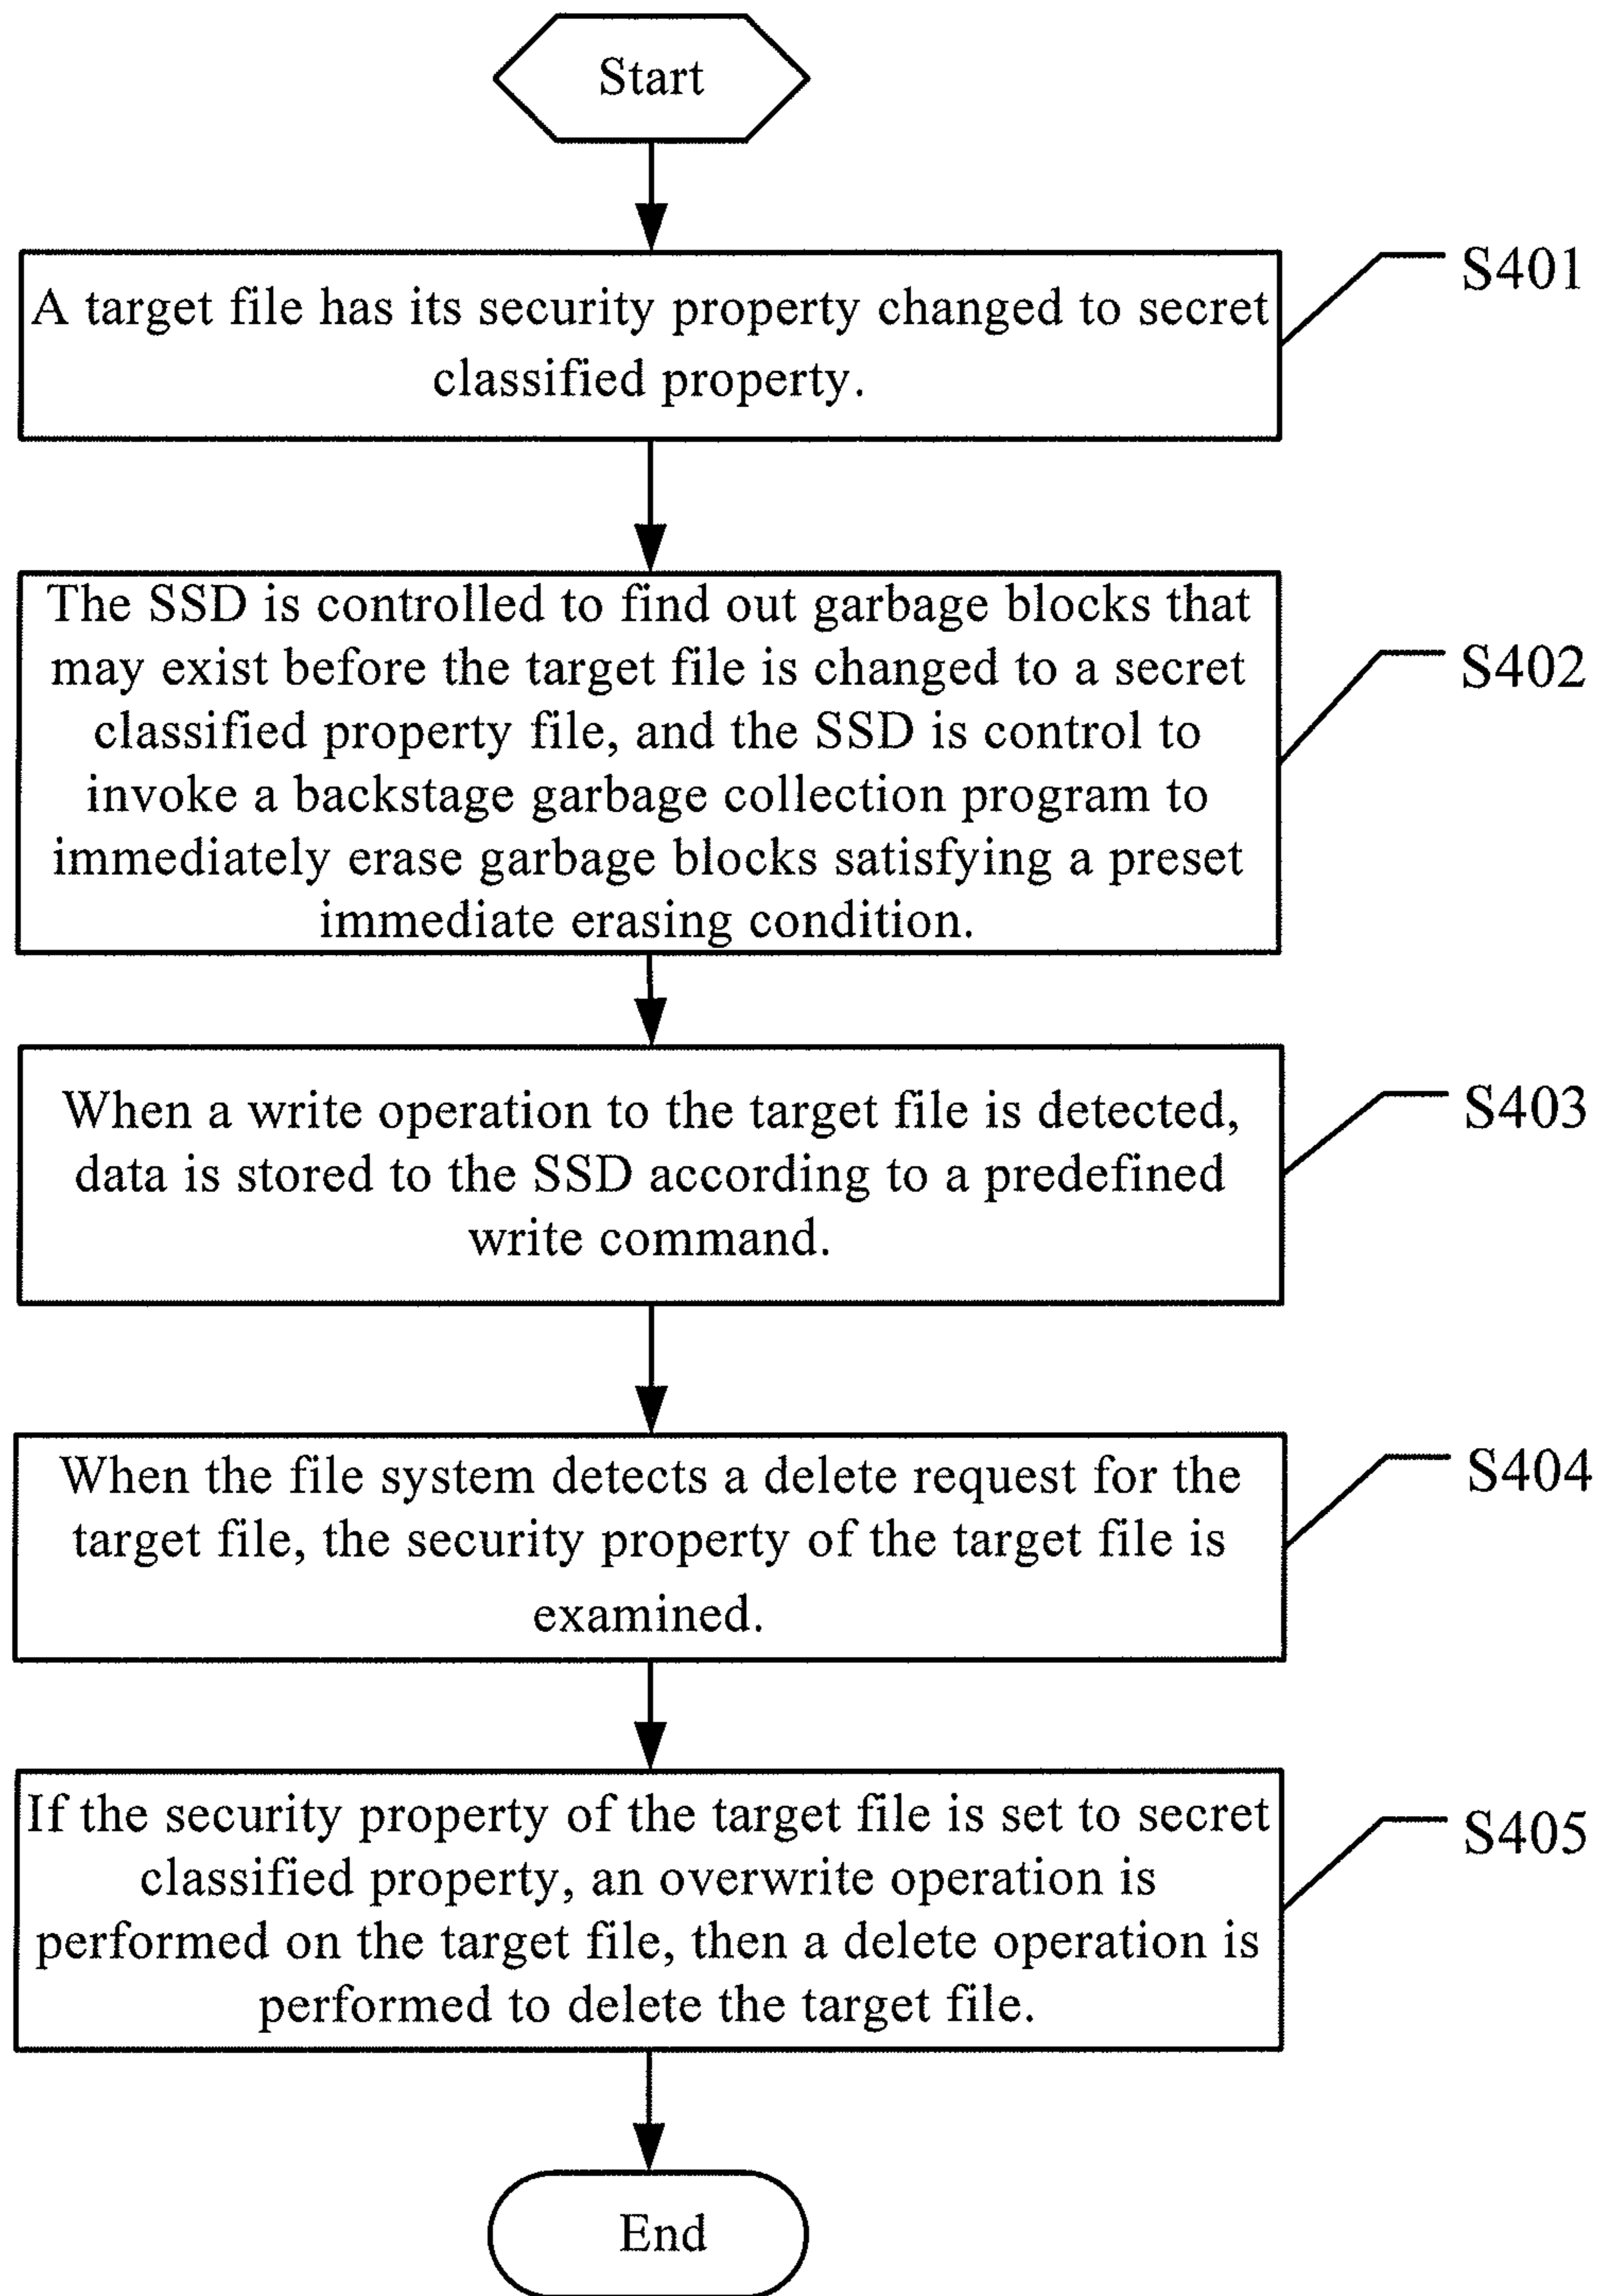 Start
A target file has its security property changed to secret
classified property.
S401
The SSD is controlled to find out garbage blocks that
may exist before the target file is changed to a secret
classified property file, and the SSD is control to
invoke a backstage garbage collection program to
immediately erase garbage blocks satisfying a preset
immediate erasing condition.
S402
When a write operation to the target file is detected,
data is stored to the SSD according to a predefined
write command.
S403
When the file system detects a delete request for the
target file, the security property of the target file is
examined.
S404
If the security property of the target file is set to secret
classified property, an overwrite operation is
performed on the target file, then a delete operation is
performed to delete the target file.
S405
End